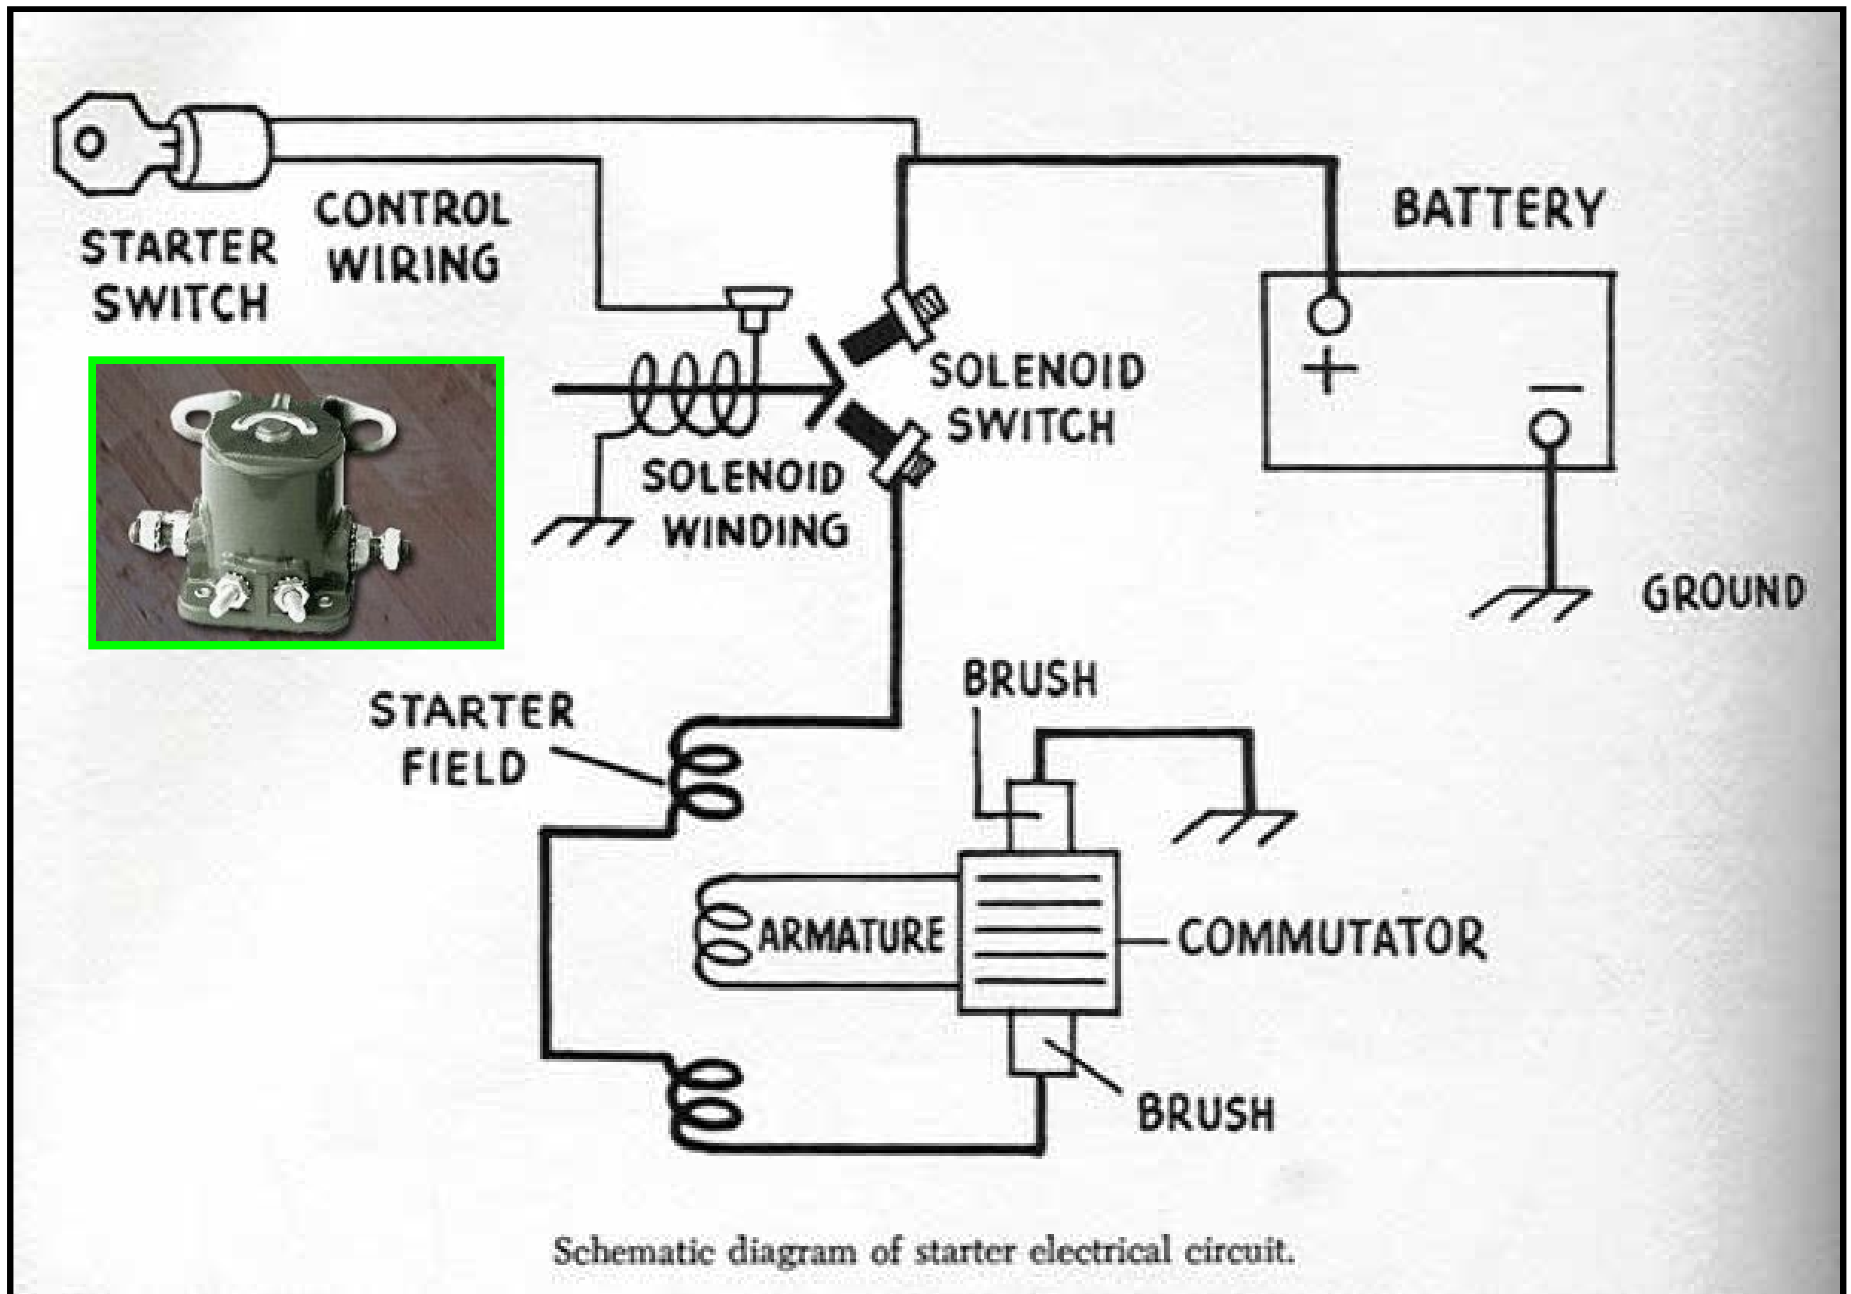 STARTER
SWITCH
CONTROL
WIRING
BATTERY
+
−
SOLENOID
SWITCH
SOLENOID
WINDING
GROUND
BRUSH
STARTER
FIELD
ARMATURE
COMMUTATOR
BRUSH
Schematic diagram of starter electrical circuit.